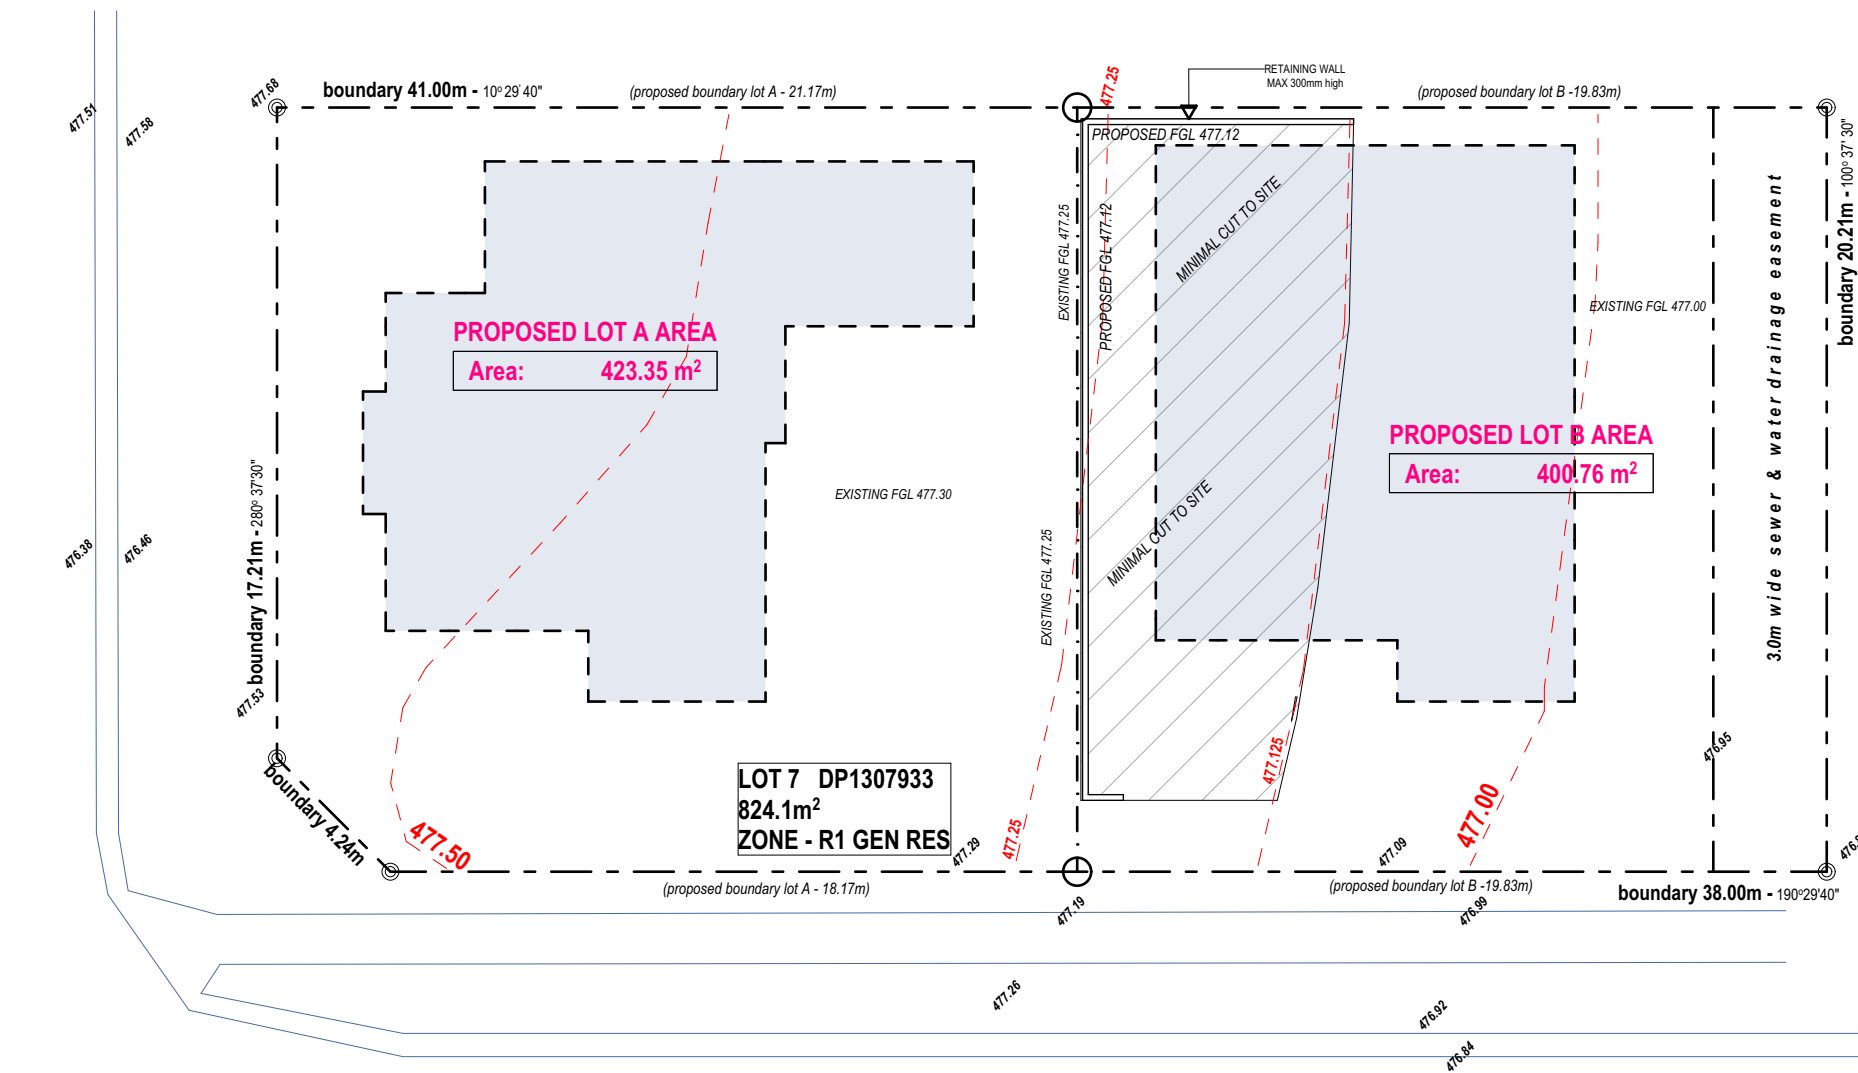 477.68
boundary 41.00m - 10º 29' 40"
(proposed boundary lot A - 21.17m)
477.25
RETAINING WALL
MAX 300mm high
(proposed boundary lot B -19.83m)
477.51
477.58
PROPOSED FGL 477.12
boundary 20.21m - 100º 37' 30"
3.0m wide sewer & water drainage easement
MINIMAL CUT TO SITE
EXISTING FGL 477.25
PROPOSED FGL 477.12
EXISTING FGL 477.00
PROPOSED LOT A AREA
Area: 423.35 m²
PROPOSED LOT B AREA
Area: 400.76 m²
EXISTING FGL 477.30
MINIMAL CUT TO SITE
EXISTING FGL 477.25
476.38
476.46
boundary 17.21m - 280º 37'30"
477.53
boundary 4.24m
477.50
LOT 7 DP1307933
824.1m²
ZONE - R1 GEN RES
477.29
477.25
477.125
477.00
477.09
476.95
(proposed boundary lot A - 18.17m)
(proposed boundary lot B -19.83m)
boundary 38.00m - 190º29'40"
477.19
476.99
477.26
476.92
476.84